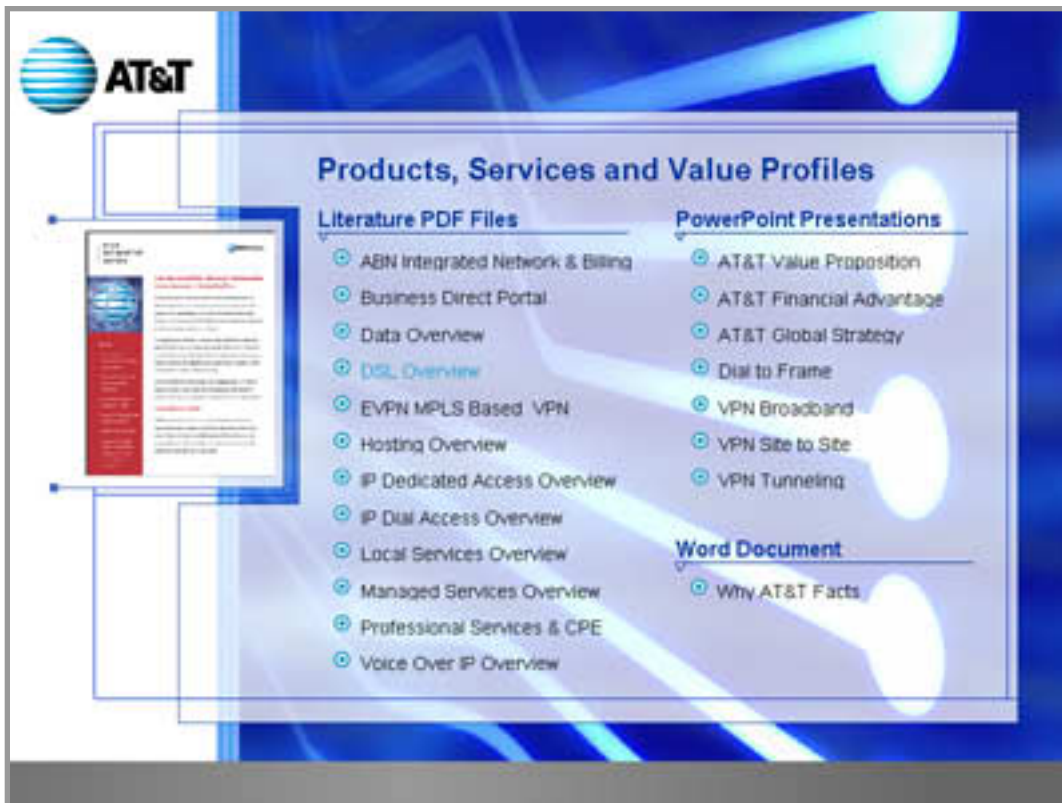 AT&T
Products, Services and Value Profiles
Literature PDF Files
ABN Integrated Network & Billing
Business Direct Portal
Data Overview
DSL Overview
EVPN MPLS Based VPN
Hosting Overview
IP Dedicated Access Overview
IP Dial Access Overview
Local Services Overview
Managed Services Overview
Professional Services & CPE
Voice Over IP Overview
PowerPoint Presentations
AT&T Value Proposition
AT&T Financial Advantage
AT&T Global Strategy
Dial to Frame
VPN Broadband
VPN Site to Site
VPN Tunneling
Word Document
Why AT&T Facts